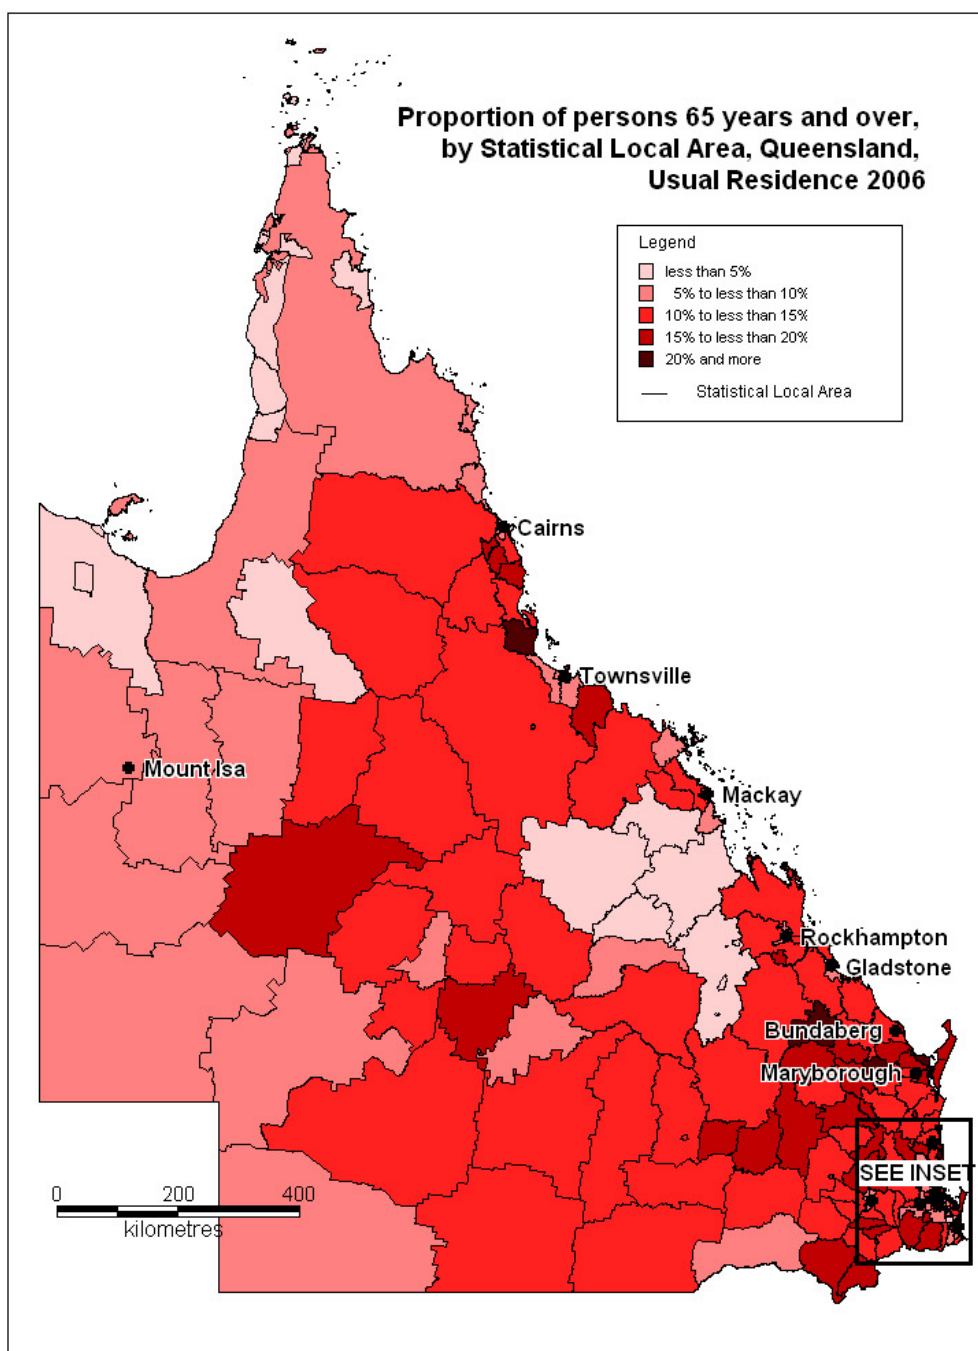 Proportion of persons 65 years and over,
by Statistical Local Area, Queensland,
Usual Residence 2006
Legend
less than 5%
5% to less than 10%
10% to less than 15%
15% to less than 20%
20% and more
Statistical Local Area
Cairns
Townsville
Mount Isa
Mackay
Rockhampton
Gladstone
Bundaberg
Maryborough
SEE INSET
0 200 400
kilometres